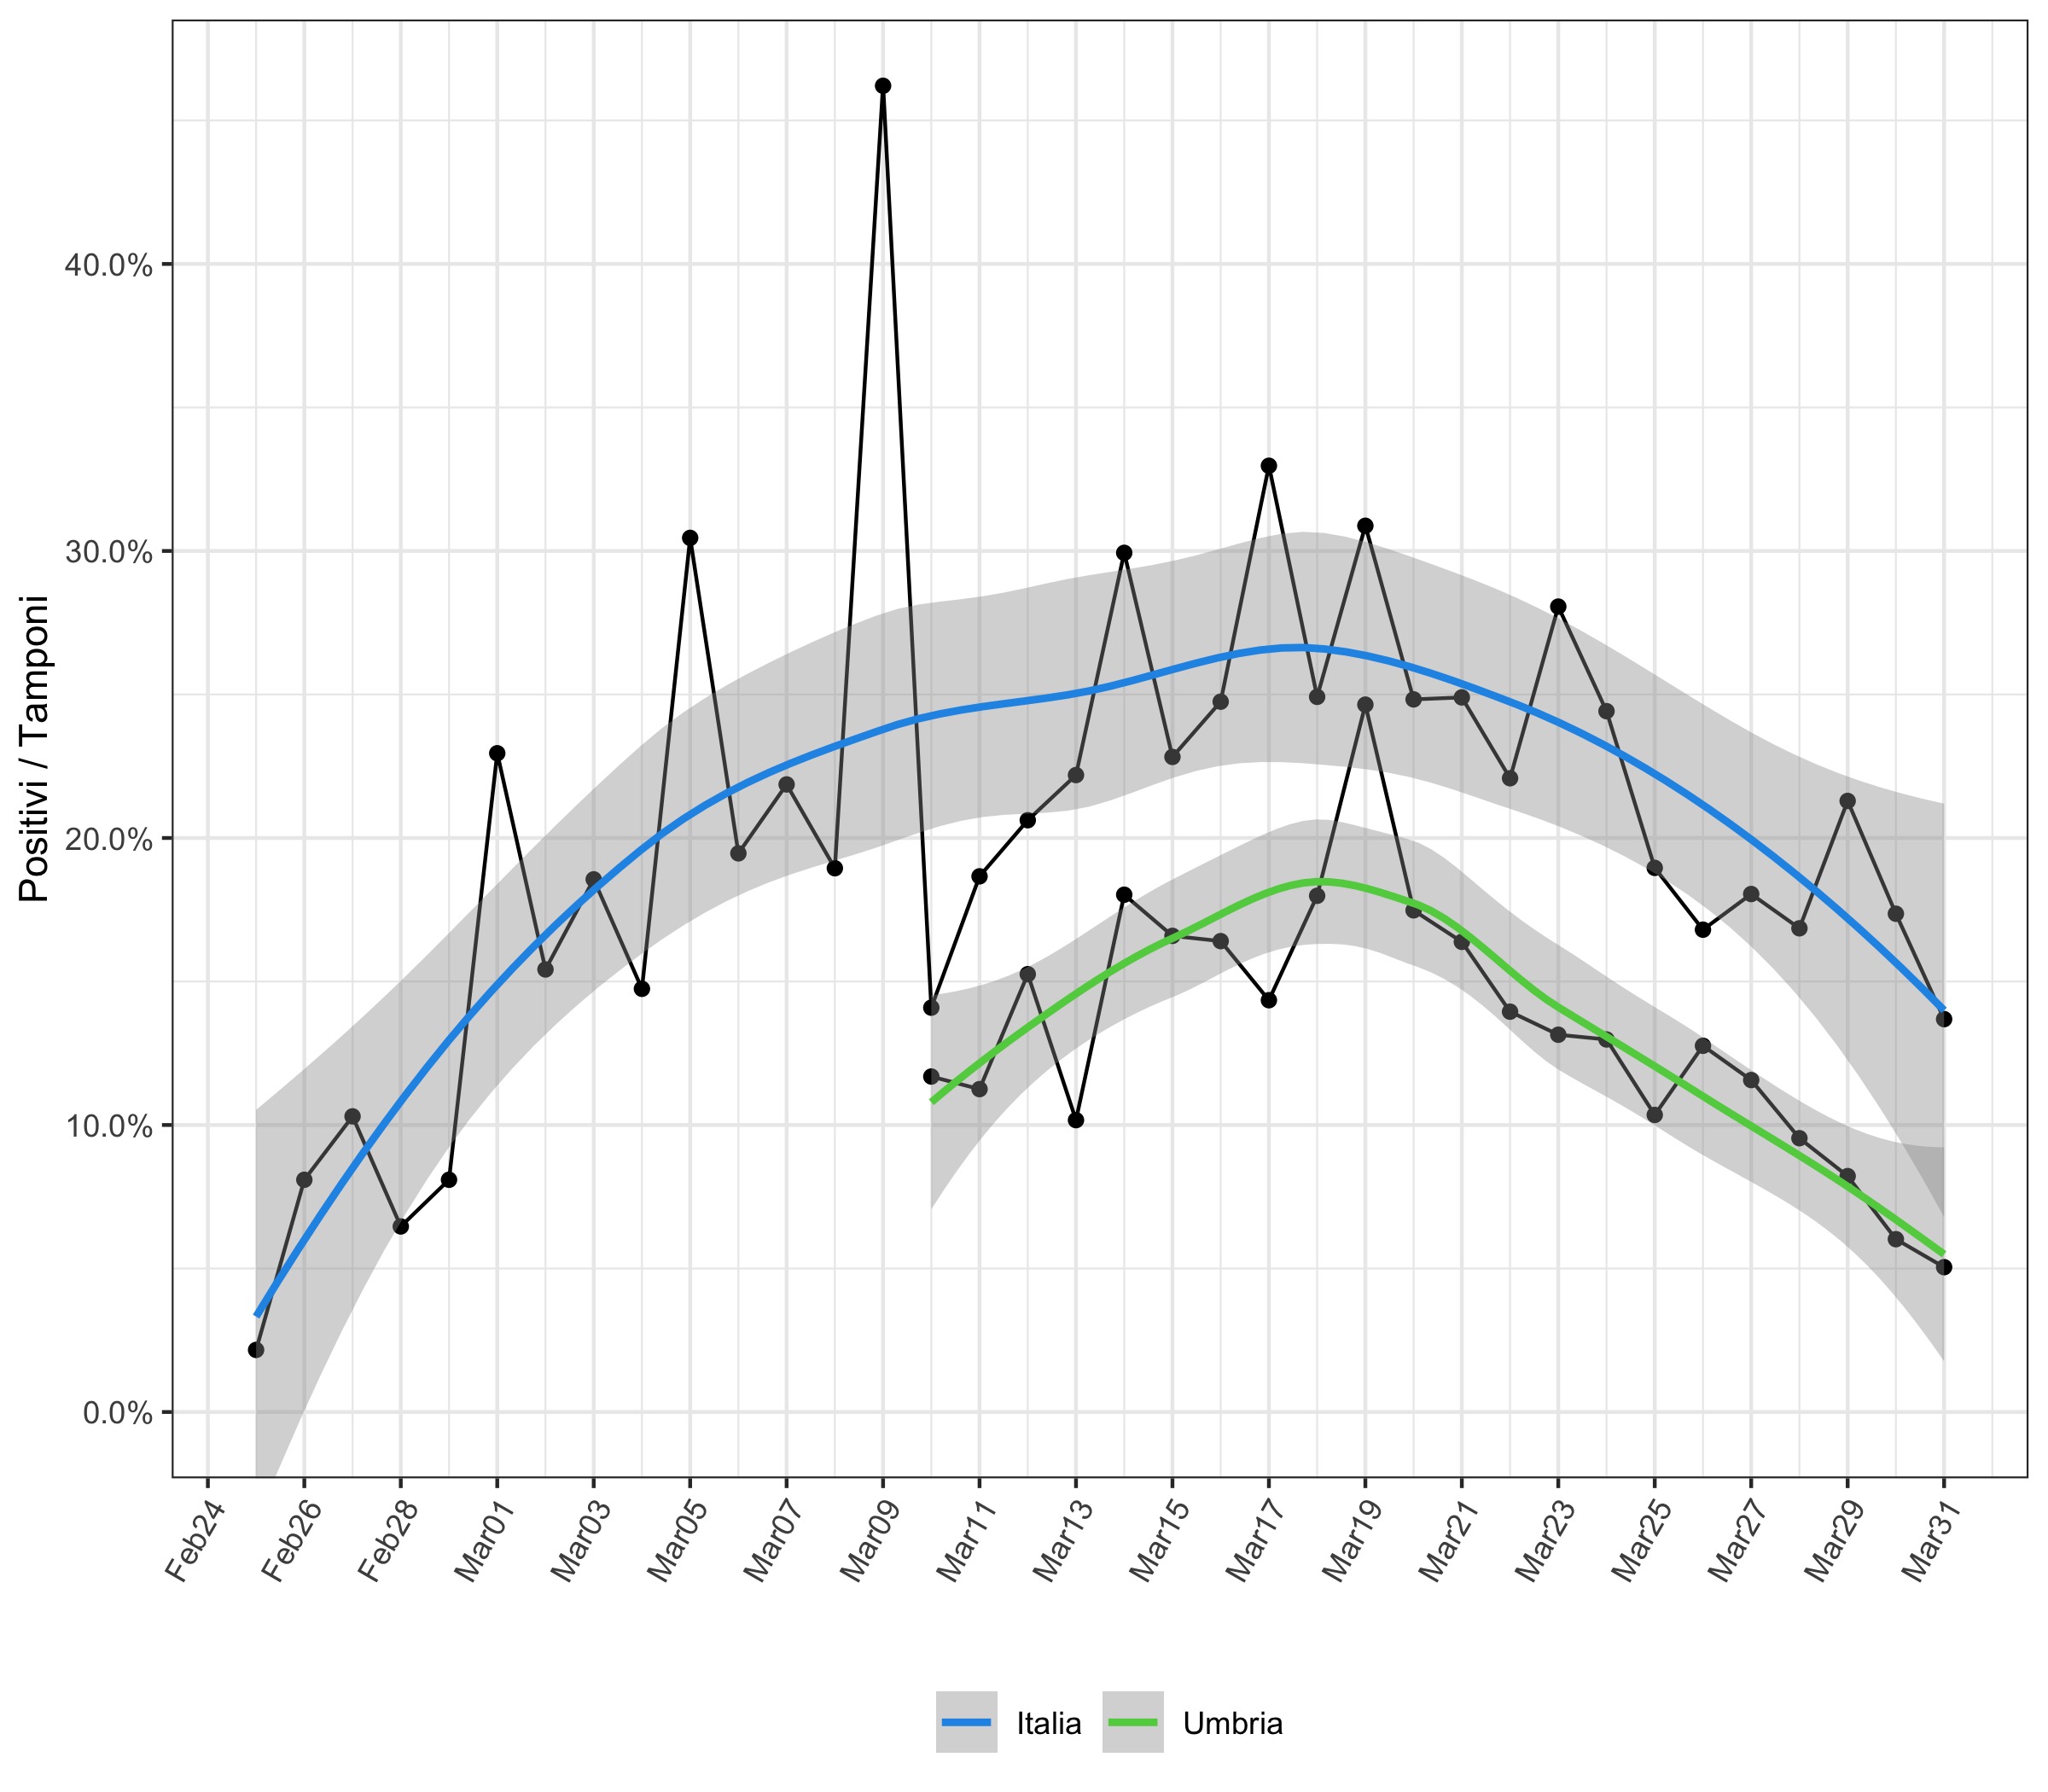 Positivi / Tamponi
40.0%
30.0%
20.0%
10.0%
0.0%
Feb24 Feb26 Feb28 Mar01 Mar03 Mar05 Mar07 Mar09 Mar11 Mar13 Mar15 Mar17 Mar19 Mar21 Mar23 Mar25 Mar27 Mar29 Mar31
Italia Umbria